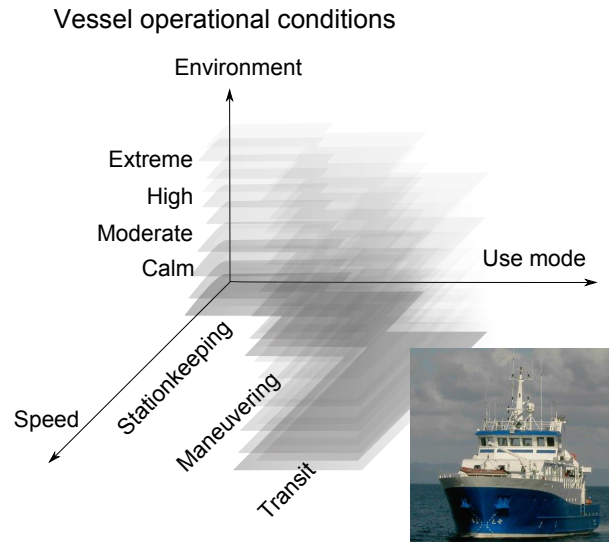 Vessel operational conditions
Environment
Extreme
High
Moderate
Calm
Use mode
Speed
Stationkeeping
Maneuvering
Transit